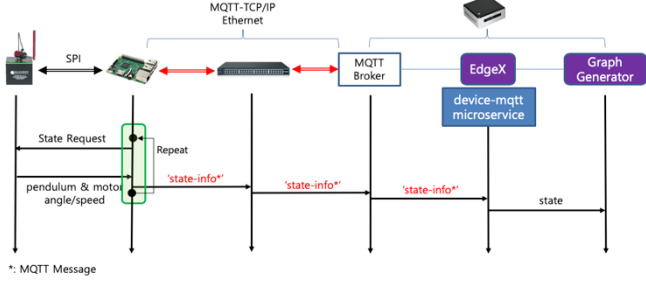 MQTT-TCP/IP
Ethernet
SPI
MQTT
Broker
EdgeX
Graph
Generator
device-mqtt
microservice
State Request
Repeat
pendulum & motor
angle/speed
'state-info*'
'state-info*'
'state-info*'
state
*: MQTT Message